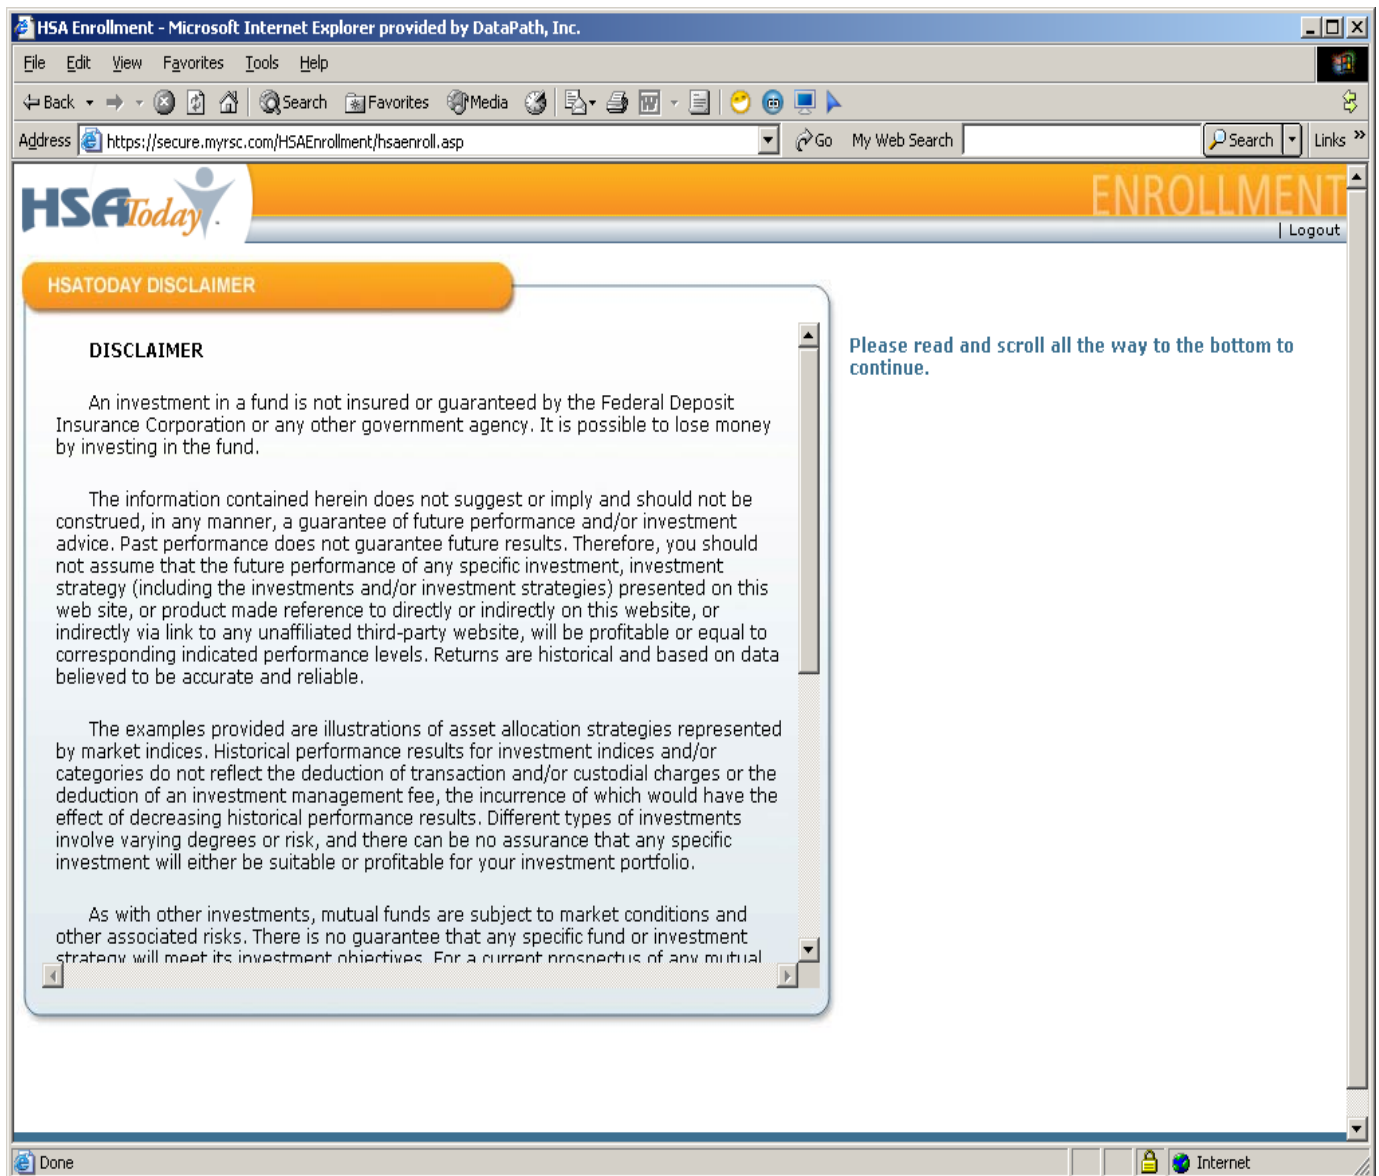 HSA Enrollment - Microsoft Internet Explorer provided by DataPath, Inc.
File Edit View Favorites Tools Help
Back Search Favorites Media
Address https://secure.myrsc.com/HSAEnrollment/hsaenroll.asp Go My Web Search Search Links »
HSAToday
ENROLLMENT
| Logout
HSATODAY DISCLAIMER
DISCLAIMER
An investment in a fund is not insured or guaranteed by the Federal Deposit
Insurance Corporation or any other government agency. It is possible to lose money
by investing in the fund.
The information contained herein does not suggest or imply and should not be
construed, in any manner, a guarantee of future performance and/or investment
advice. Past performance does not guarantee future results. Therefore, you should
not assume that the future performance of any specific investment, investment
strategy (including the investments and/or investment strategies) presented on this
web site, or product made reference to directly or indirectly on this website, or
indirectly via link to any unaffiliated third-party website, will be profitable or equal to
corresponding indicated performance levels. Returns are historical and based on data
believed to be accurate and reliable.
The examples provided are illustrations of asset allocation strategies represented
by market indices. Historical performance results for investment indices and/or
categories do not reflect the deduction of transaction and/or custodial charges or the
deduction of an investment management fee, the incurrence of which would have the
effect of decreasing historical performance results. Different types of investments
involve varying degrees or risk, and there can be no assurance that any specific
investment will either be suitable or profitable for your investment portfolio.
As with other investments, mutual funds are subject to market conditions and
other associated risks. There is no guarantee that any specific fund or investment
strategy will meet its investment objectives. For a current prospectus of any mutual
Please read and scroll all the way to the bottom to
continue.
Done
Internet